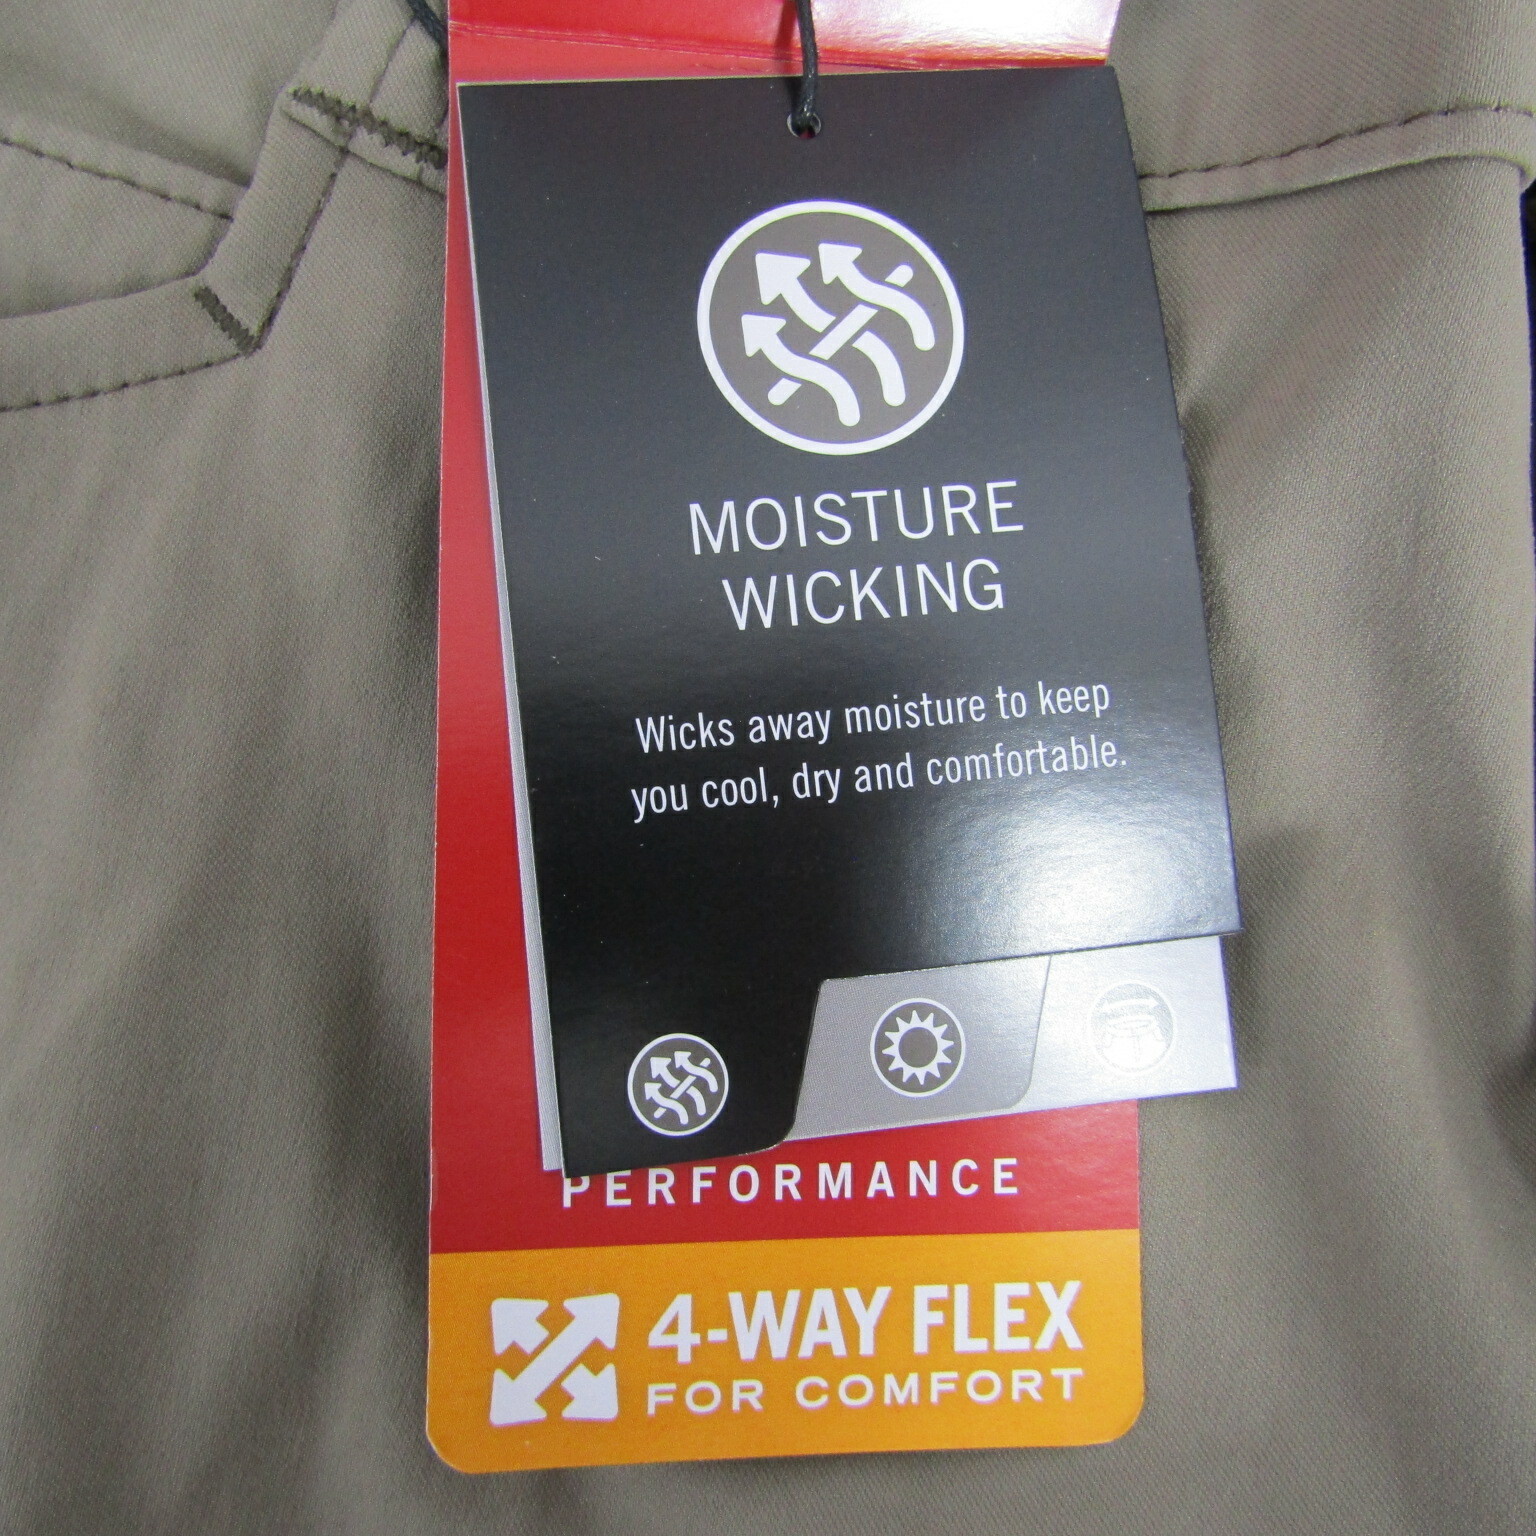 MOISTURE
WICKING
Wicks away moisture to keep
you cool, dry and comfortable.
PERFORMANCE
4-WAY FLEX
FOR COMFORT